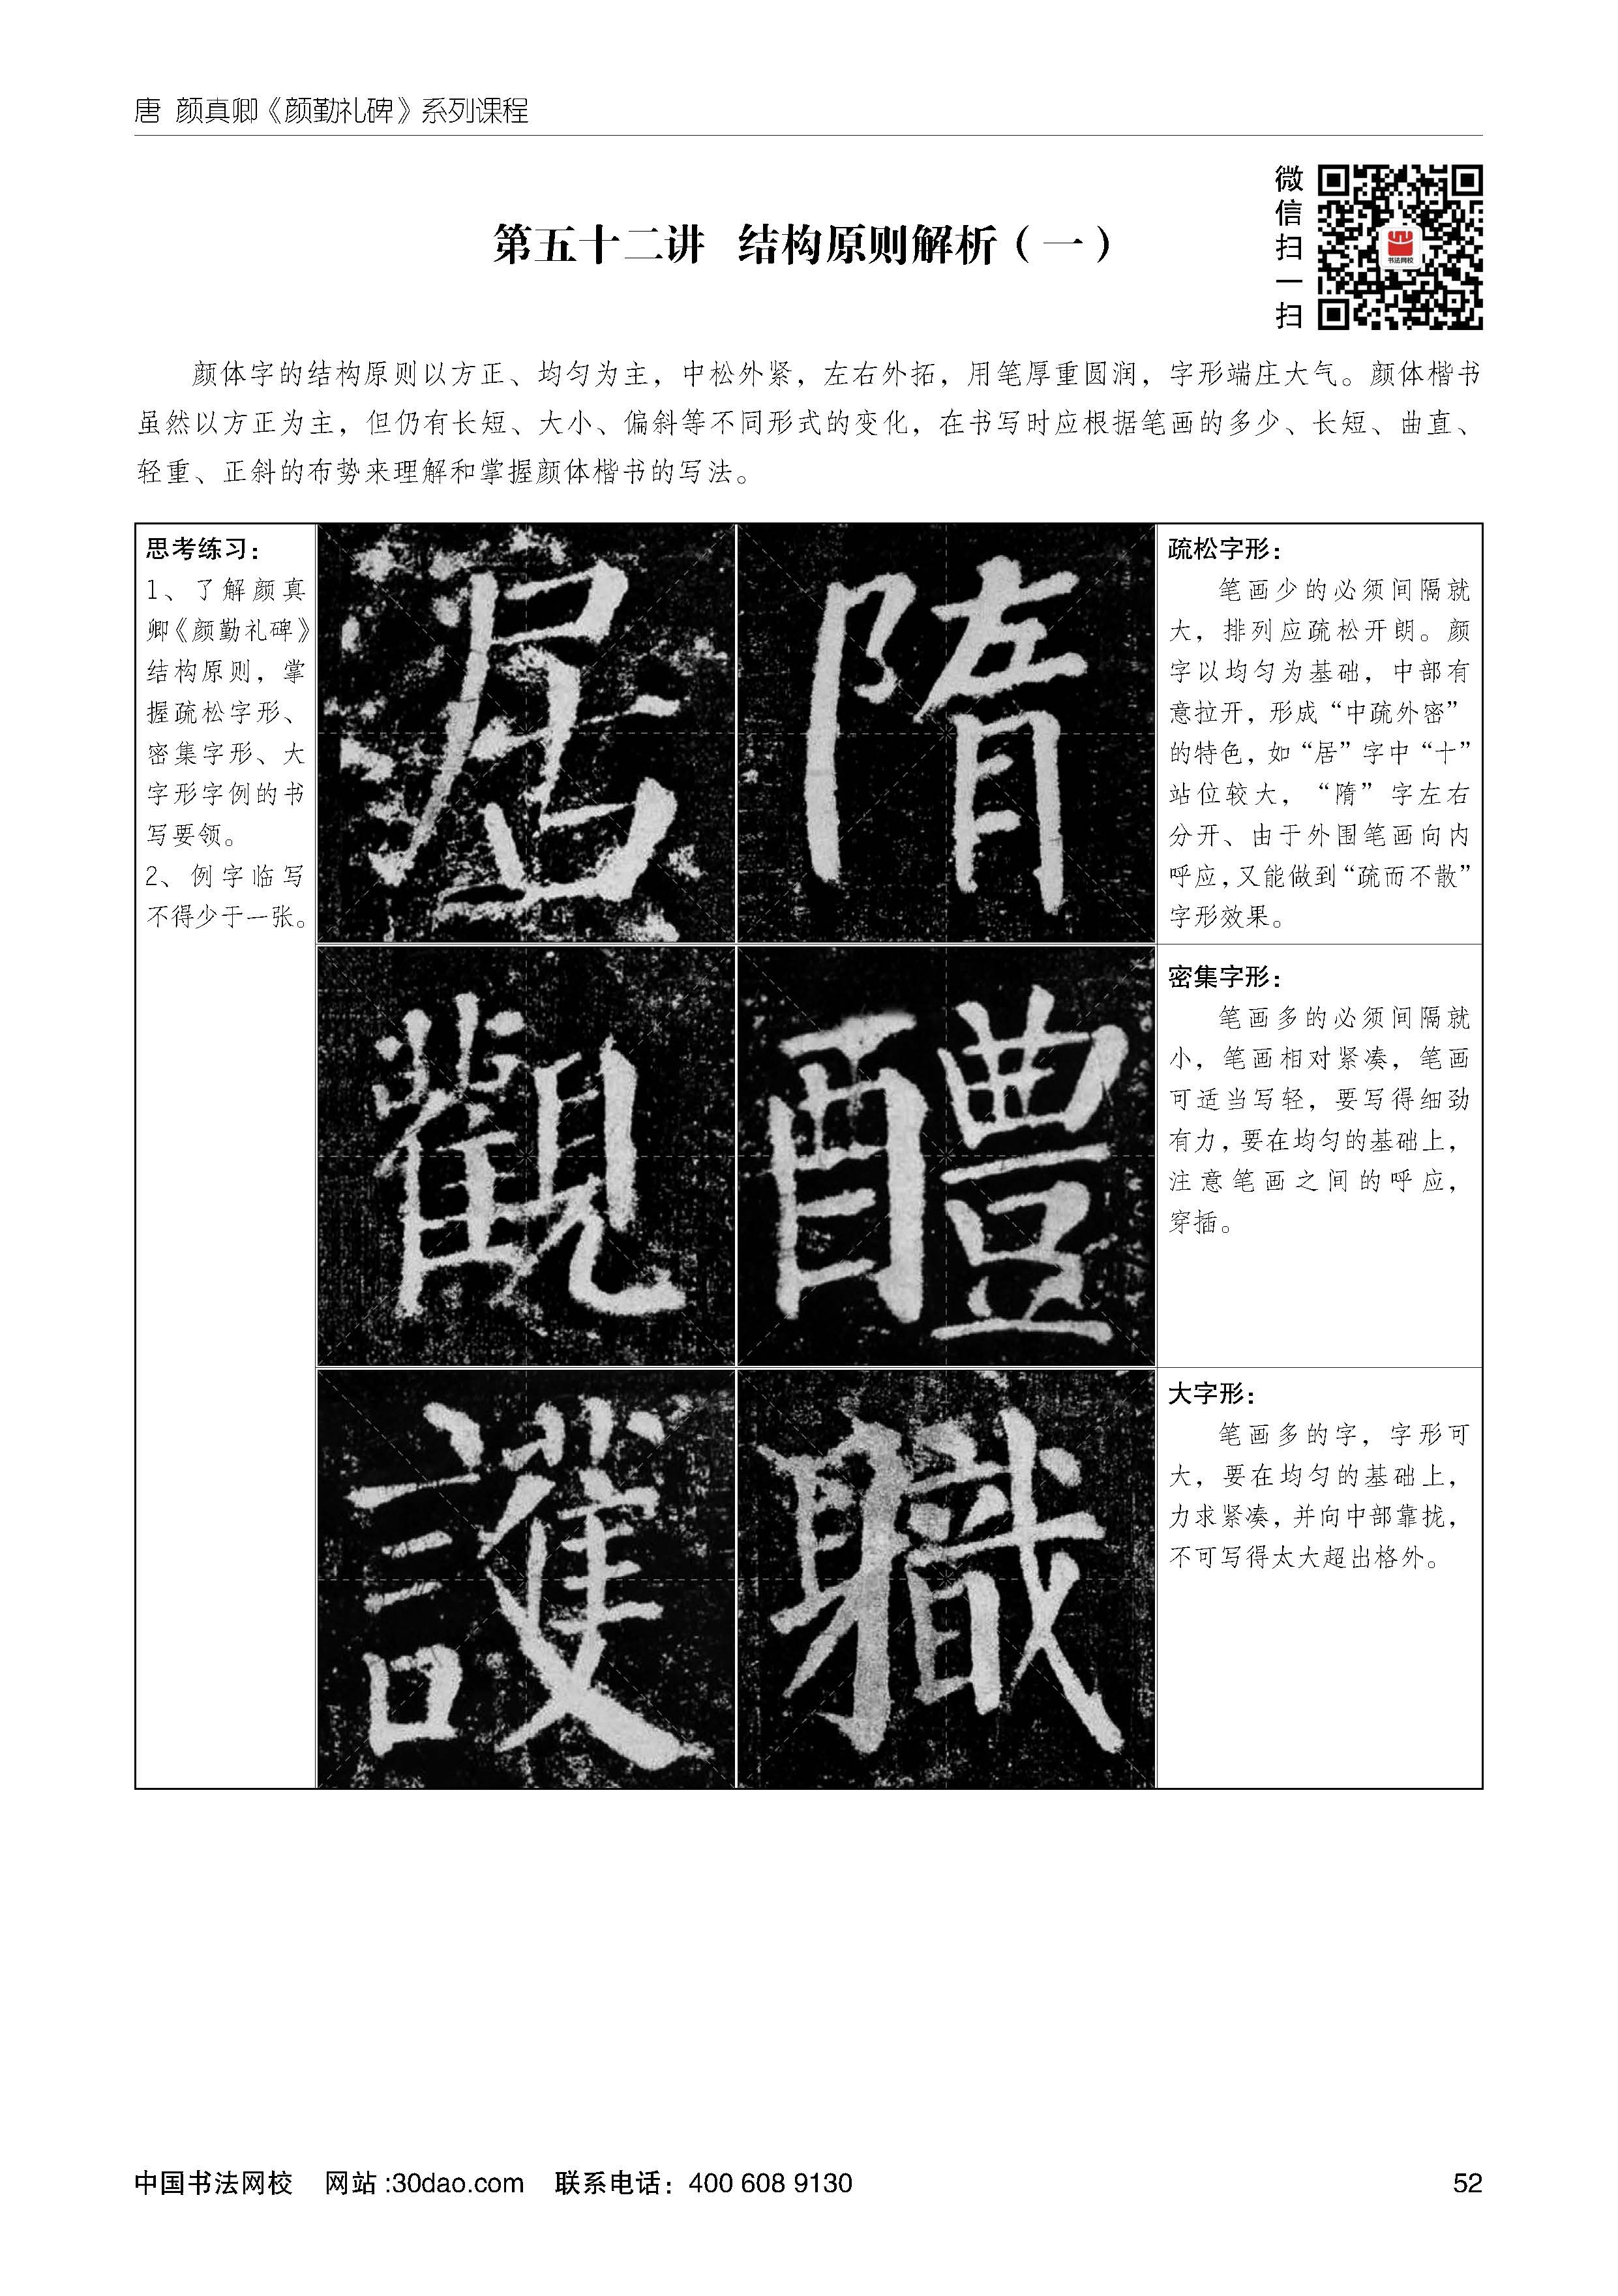 唐 颜真卿《颜勤礼碑》系列课程
微信扫一扫
书法网校
第五十二讲 结构原则解析（一）
颜体字的结构原则以方正、均匀为主，中松外紧，左右外拓，用笔厚重圆润，字形端庄大气。颜体楷书
虽然以方正为主，但仍有长短、大小、偏斜等不同形式的变化，在书写时应根据笔画的多少、长短、曲直、
轻重、正斜的布势来理解和掌握颜体楷书的写法。
思考练习：
1、了解颜真
卿《颜勤礼碑》
结构原则，掌
握疏松字形、
密集字形、大
字形字例的书
写要领。
2、例字临写
不得少于一张。
隋
疏松字形：
笔画少的必须间隔就
大，排列应疏松开朗。颜
字以均匀为基础，中部有
意拉开，形成“中疏外密”
的特色，如“居”字中“十”
站位较大，“隋”字左右
分开、由于外围笔画向内
呼应，又能做到“疏而不散”
字形效果。
觀
醴
密集字形：
笔画多的必须间隔就
小，笔画相对紧凑，笔画
可适当写轻，要写得细劲
有力，要在均匀的基础上，
注意笔画之间的呼应，
穿插。
護
軄
大字形：
笔画多的字，字形可
大，要在均匀的基础上，
力求紧凑，并向中部靠拢，
不可写得太大超出格外。
中国书法网校 网站:30dao.com 联系电话：400 608 9130
52